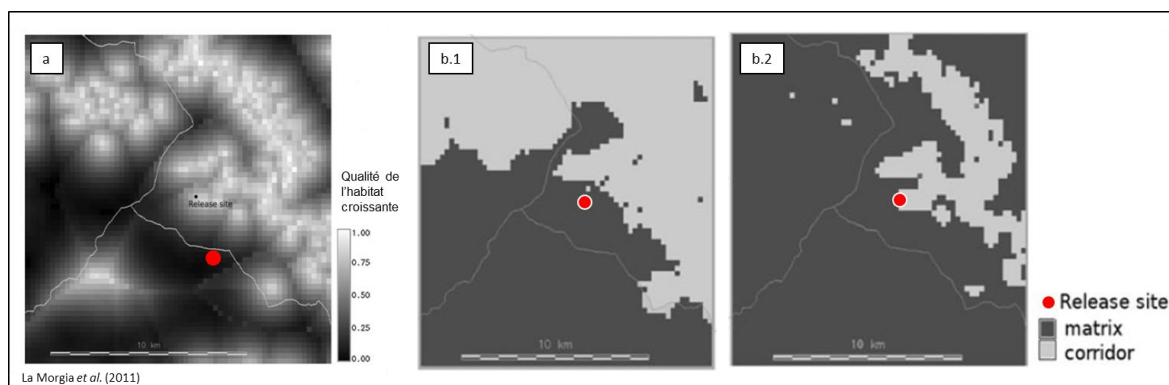 a
Release site
10 km
Qualité de
l'habitat
croissante
1.00
0.75
0.50
0.25
0.00
La Morgia et al. (2011)
b.1
10 km
b.2
10 km
Release site
matrix
corridor